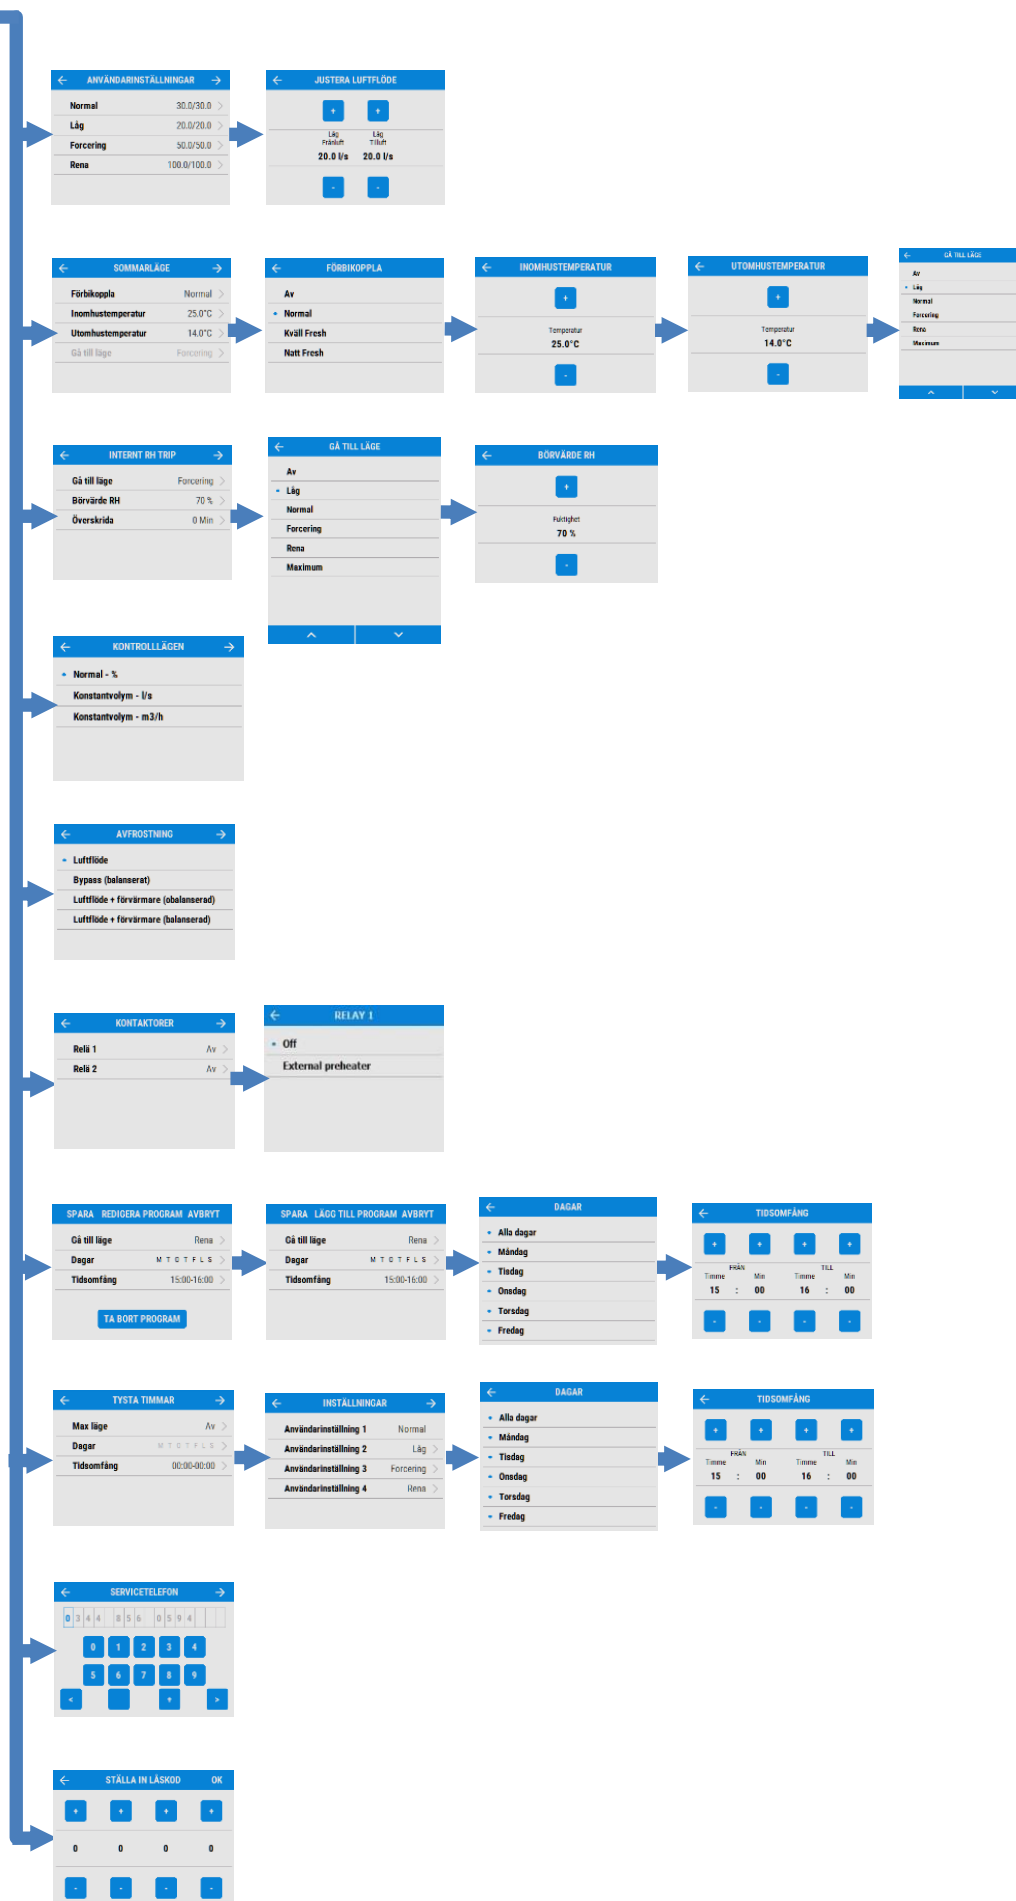 ← ANVÄNDARINSTÄLLNINGAR →
Normal 30.0/30.0 >
Låg 20.0/20.0 >
Forcering 50.0/50.0 >
Rena 100.0/100.0 >
← JUSTERA LUFTFLÖDE
+ +
Låg Låg
Frånluft Tilluft
20.0 l/s 20.0 l/s
- -
← SOMMARLÄGE →
Förbikoppla Normal >
Inomhustemperatur 25.0°C >
Utomhustemperatur 14.0°C >
Gå till läge Forcering >
← FÖRBIKOPPLA
Av
Normal
Kväll Fresh
Natt Fresh
← INOMHUSTEMPERATUR
+
Temperatur
25.0°C
-
← UTOMHUSTEMPERATUR
+
Temperatur
14.0°C
-
← GÅ TILL LÄGE
Av
Låg
Normal
Forcering
Rena
Maximum
← INTERNT RH TRIP →
Gå till läge Forcering >
Börvärde RH 70 % >
Överskrida 0 Min >
← GÅ TILL LÄGE
Av
Låg
Normal
Forcering
Rena
Maximum
← BÖRVÄRDE RH
+
Fuktighet
70 %
-
← KONTROLLLÄGEN →
Normal - %
Konstantvolym - l/s
Konstantvolym - m3/h
← AVFROSTNING →
Luftflöde
Bypass (balanserat)
Luftflöde + förvärmare (obalanserad)
Luftflöde + förvärmare (balanserad)
← KONTAKTORER →
Relä 1 Av >
Relä 2 Av >
← RELAY 1
Off
External preheater
SPARA REDIGERA PROGRAM AVBRYT
Gå till läge Rena >
Dagar M T O T F L S >
Tidsomfång 15:00-16:00 >
TA BORT PROGRAM
SPARA LÄGG TILL PROGRAM AVBRYT
Gå till läge Rena >
Dagar M T O T F L S >
Tidsomfång 15:00-16:00 >
← DAGAR
Alla dagar
Måndag
Tisdag
Onsdag
Torsdag
Fredag
← TIDSOMFÅNG
+ + + +
FRÅN TILL
Timme Min Timme Min
15 : 00 16 : 00
- - - -
← TYSTA TIMMAR →
Max läge Av >
Dagar M T O T F L S >
Tidsomfång 00:00-00:00 >
← INSTÄLLNINGAR →
Användarinställning 1 Normal
Användarinställning 2 Låg >
Användarinställning 3 Forcering >
Användarinställning 4 Rena >
← DAGAR
Alla dagar
Måndag
Tisdag
Onsdag
Torsdag
Fredag
← TIDSOMFÅNG
+ + + +
FRÅN TILL
Timme Min Timme Min
15 : 00 16 : 00
- - - -
← SERVICETELEFON →
0344 856 0594
0 1 2 3 4
5 6 7 8 9
< + >
← STÄLLA IN LÅSKOD OK
+ + + +
0 0 0 0
- - - -